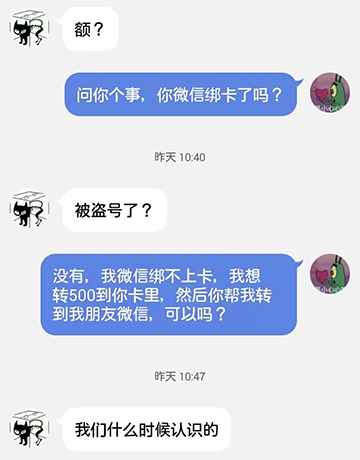 额？
问你个事，你微信绑卡了吗？
昨天 10:40
被盗号了？
没有，我微信绑不上卡，我想
转500到你卡里，然后你帮我转
到我朋友微信，可以吗？
昨天 10:47
我们什么时候认识的